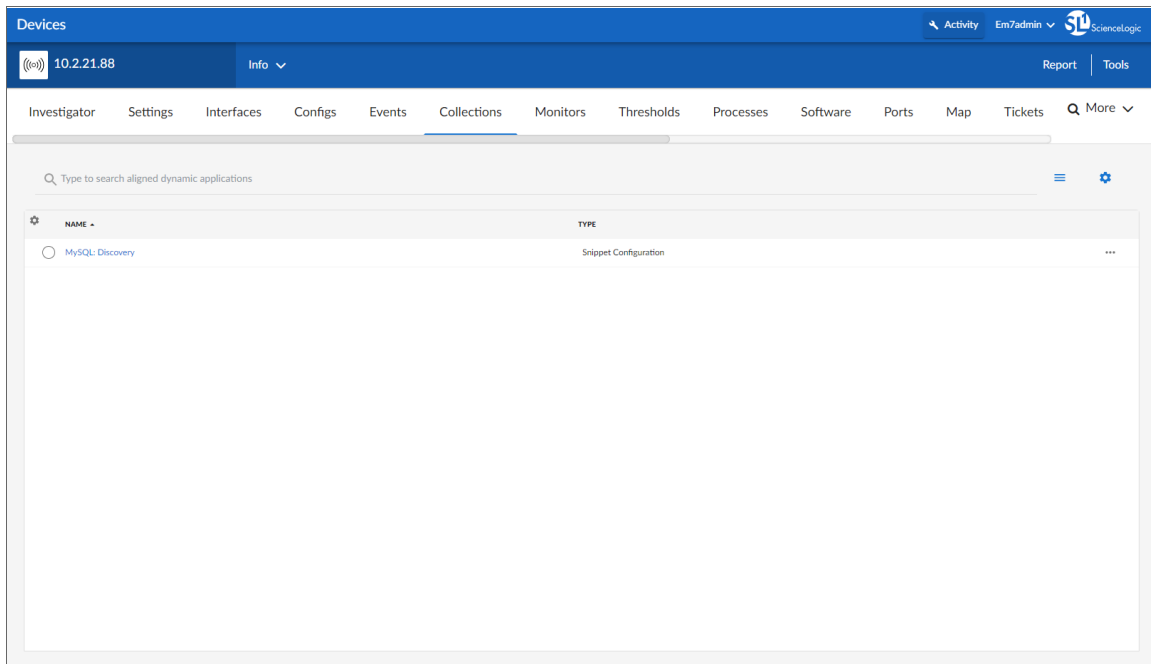 Devices
Activity
Em7admin
SL1 ScienceLogic
10.2.21.88
Info
Report
Tools
Investigator Settings Interfaces Configs Events Collections Monitors Thresholds Processes Software Ports Map Tickets More
Type to search aligned dynamic applications
NAME TYPE
MySQL: Discovery Snippet Configuration